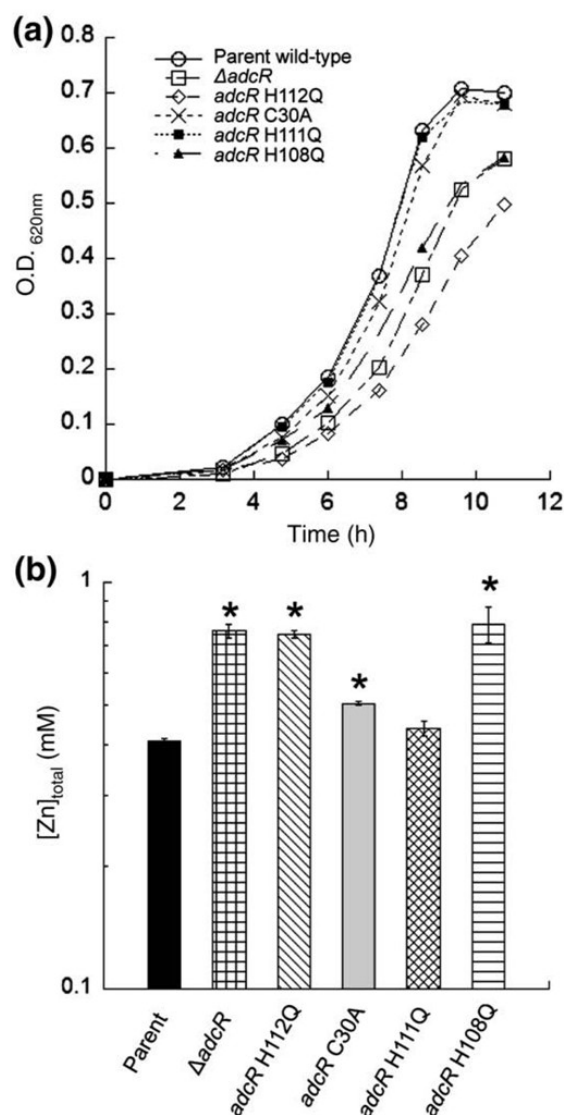 (a)
0.8
0.7
0.6
0.5
0.4
0.3
0.2
0.1
0
O.D. 620nm
Parent wild-type
ΔadcR
adcR H112Q
adcR C30A
adcR H111Q
adcR H108Q
0 2 4 6 8 10 12
Time (h)
(b)
1
0.1
[Zn]total (mM)
* * * *
Parent
ΔadcR
adcR H112Q
adcR C30A
adcR H111Q
adcR H108Q